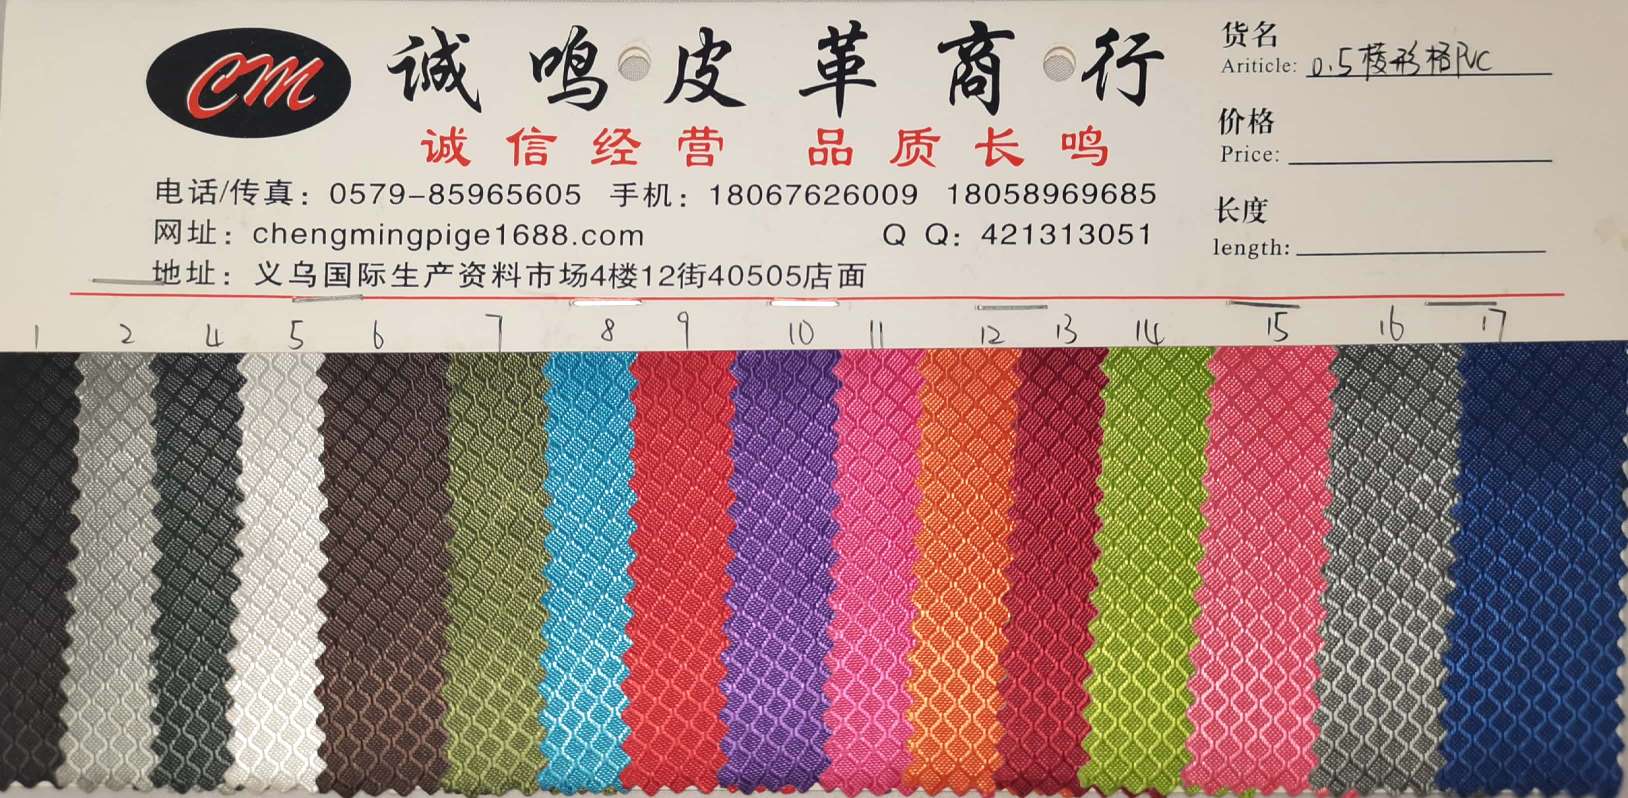 CM
诚鸣皮革商行
诚信经营 品质长鸣
电话/传真：0579-85965605 手机：18067626009 18058969685
网址：chengmingpige1688.com QQ：421313051
地址：义乌国际生产资料市场4楼12街40505店面
货名
Ariticle: 0.5棱形格PVC
价格
Price:
长度
length:
1 2 4 5 6 7 8 9 10 11 12 13 14 15 16 17